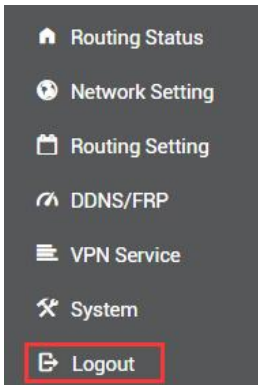 Routing Status
Network Setting
Routing Setting
DDNS/FRP
VPN Service
System
Logout